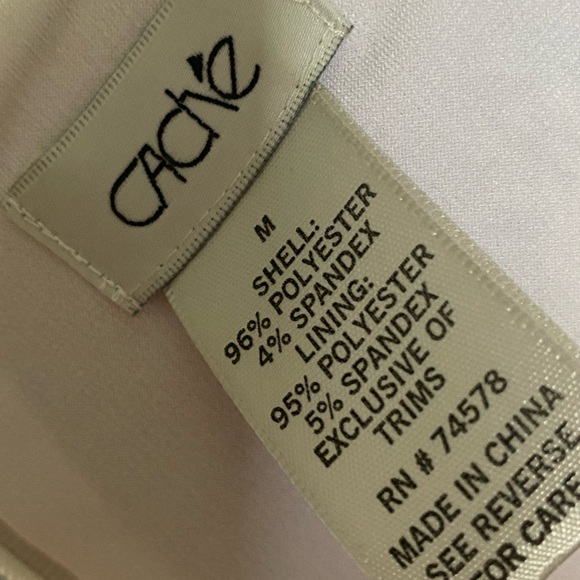 CAché
M
SHELL:
96% POLYESTER
4% SPANDEX
LINING:
95% POLYESTER
5% SPANDEX
EXCLUSIVE OF
TRIMS
RN # 74578
MADE IN CHINA
SEE REVERSE
FOR CARE